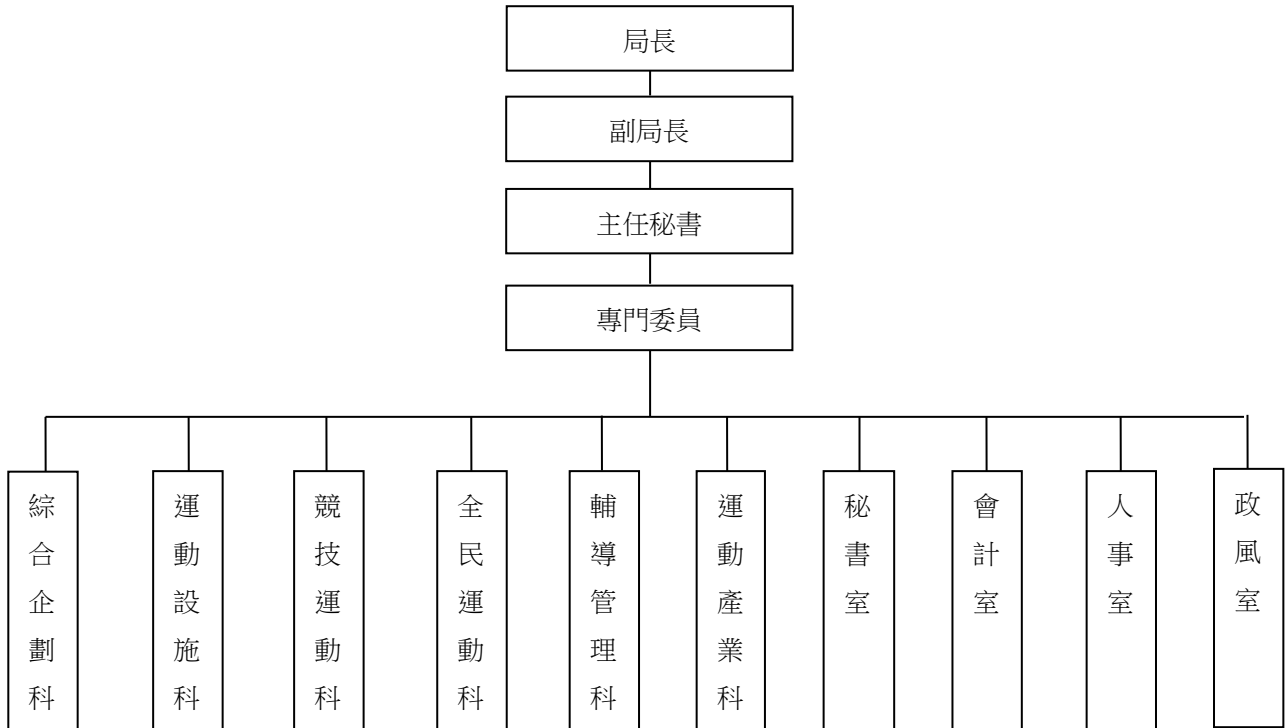 局長
副局長
主任秘書
專門委員
綜合企劃科
運動設施科
競技運動科
全民運動科
輔導管理科
運動產業科
秘書室
會計室
人事室
政風室